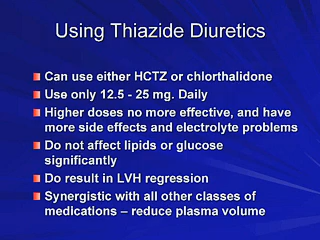 Using Thiazide Diuretics
Can use either HCTZ or chlorthalidone
Use only 12.5 - 25 mg. Daily
Higher doses no more effective, and have
more side effects and electrolyte problems
Do not affect lipids or glucose
significantly
Do result in LVH regression
Synergistic with all other classes of
medications – reduce plasma volume